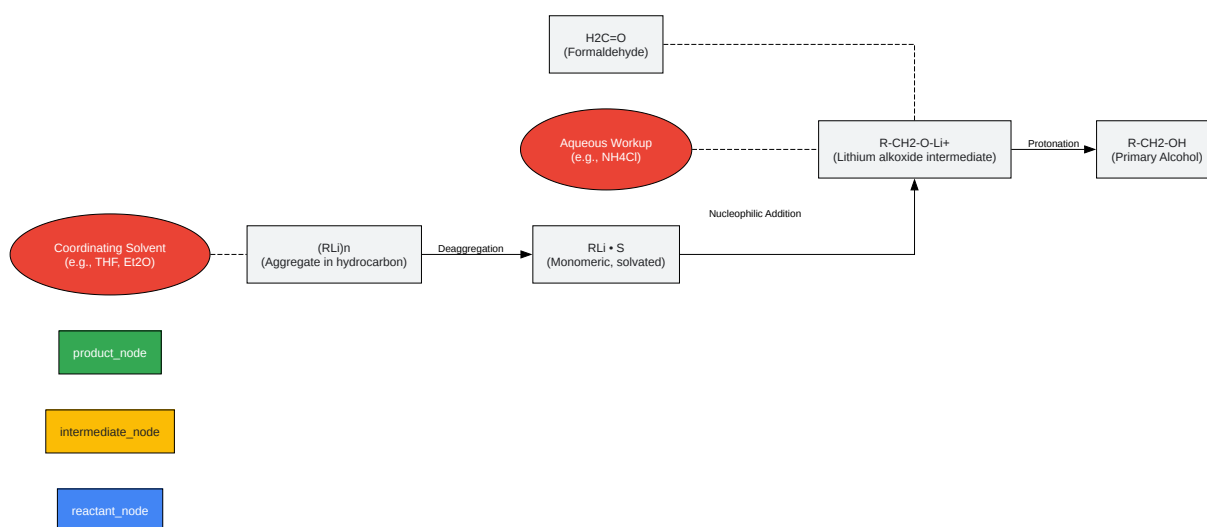 H2C=O
(Formaldehyde)
Aqueous Workup
(e.g., NH4Cl)
R-CH2-O-Li+
(Lithium alkoxide intermediate)
Protonation
R-CH2-OH
(Primary Alcohol)
Nucleophilic Addition
Coordinating Solvent
(e.g., THF, Et2O)
(RLi)n
(Aggregate in hydrocarbon)
Deaggregation
RLi • S
(Monomeric, solvated)
product_node
intermediate_node
reactant_node